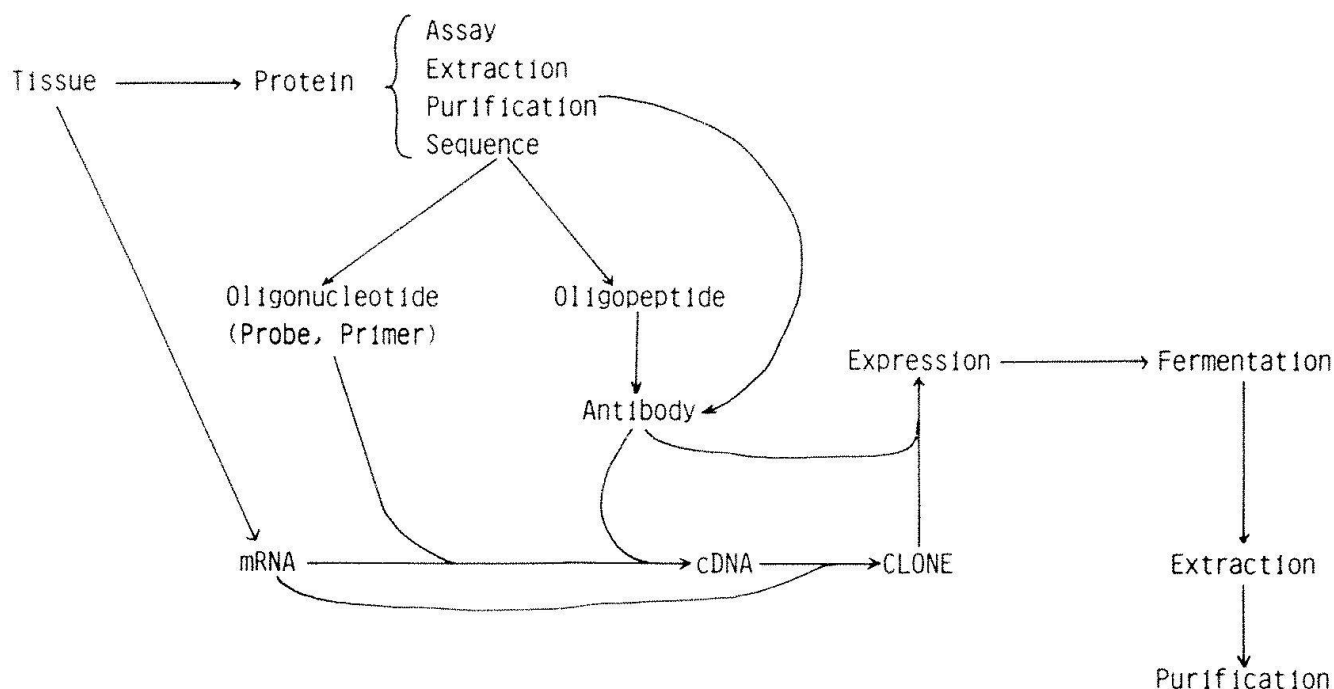 Assay
Tissue
Protein
Extraction
Purification
Sequence
Oligonucleotide
(Probe, Primer)
Oligopeptide
Antibody
Expression
Fermentation
mRNA
cDNA
CLONE
Extraction
Purification